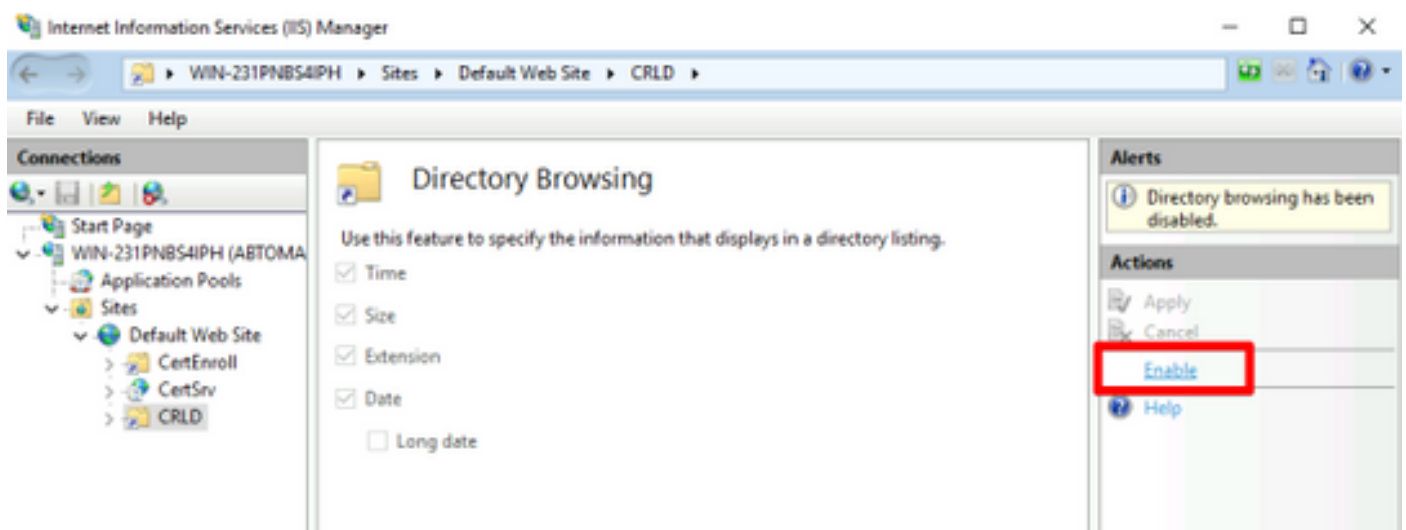 Internet Information Services (IIS) Manager
WIN-231PNBS4IPH Sites Default Web Site CRLD
File View Help
Connections
Start Page
WIN-231PNBS4IPH (ABTOMA
Application Pools
Sites
Default Web Site
CertEnroll
CertSrv
CRLD
Directory Browsing
Use this feature to specify the information that displays in a directory listing.
Time
Size
Extension
Date
Long date
Alerts
Directory browsing has been
disabled.
Actions
Apply
Cancel
Enable
Help